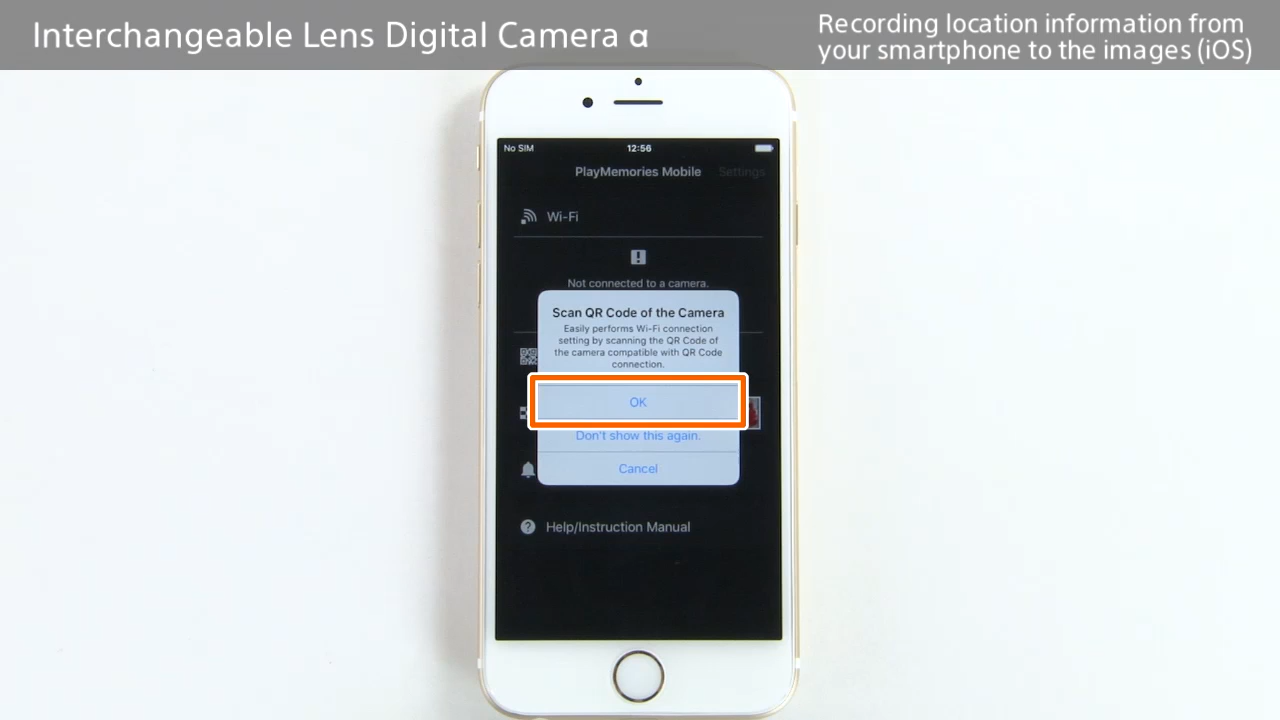 Interchangeable Lens Digital Camera α
Recording location information from
your smartphone to the images (iOS)
No SIM
12:56
PlayMemories Mobile
Settings
Wi-Fi
Not connected to a camera.
Scan QR Code of the Camera
Easily performs Wi-Fi connection
setting by scanning the QR Code of
the camera compatible with QR Code
connection.
OK
Don't show this again.
Cancel
Help/Instruction Manual